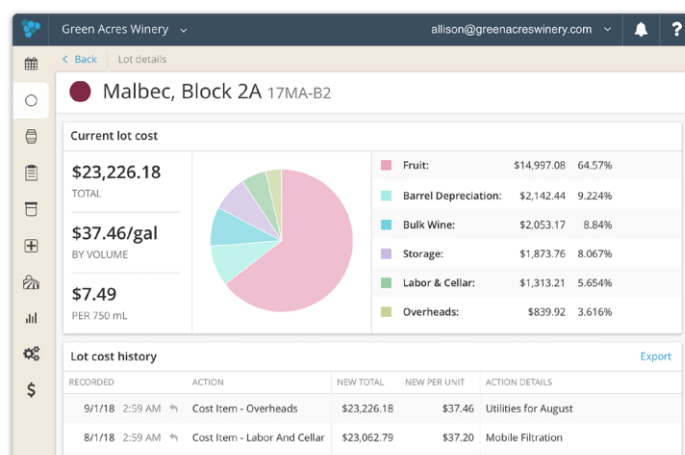 Green Acres Winery allison@greenacreswinery.com ?
Back Lot details
Malbec, Block 2A 17MA-B2
Current lot cost
$23,226.18
TOTAL
$37.46/gal
BY VOLUME
$7.49
PER 750 mL
Fruit: $14,997.08 64.57%
Barrel Depreciation: $2,142.44 9.224%
Bulk Wine: $2,053.17 8.84%
Storage: $1,873.76 8.067%
Labor & Cellar: $1,313.21 5.654%
Overheads: $839.92 3.616%
Lot cost history Export
RECORDED ACTION NEW TOTAL NEW PER UNIT ACTION DETAILS
9/1/18 2:59 AM Cost Item - Overheads $23,226.18 $37.46 Utilities for August
8/1/18 2:59 AM Cost Item - Labor And Cellar $23,062.79 $37.20 Mobile Filtration
$